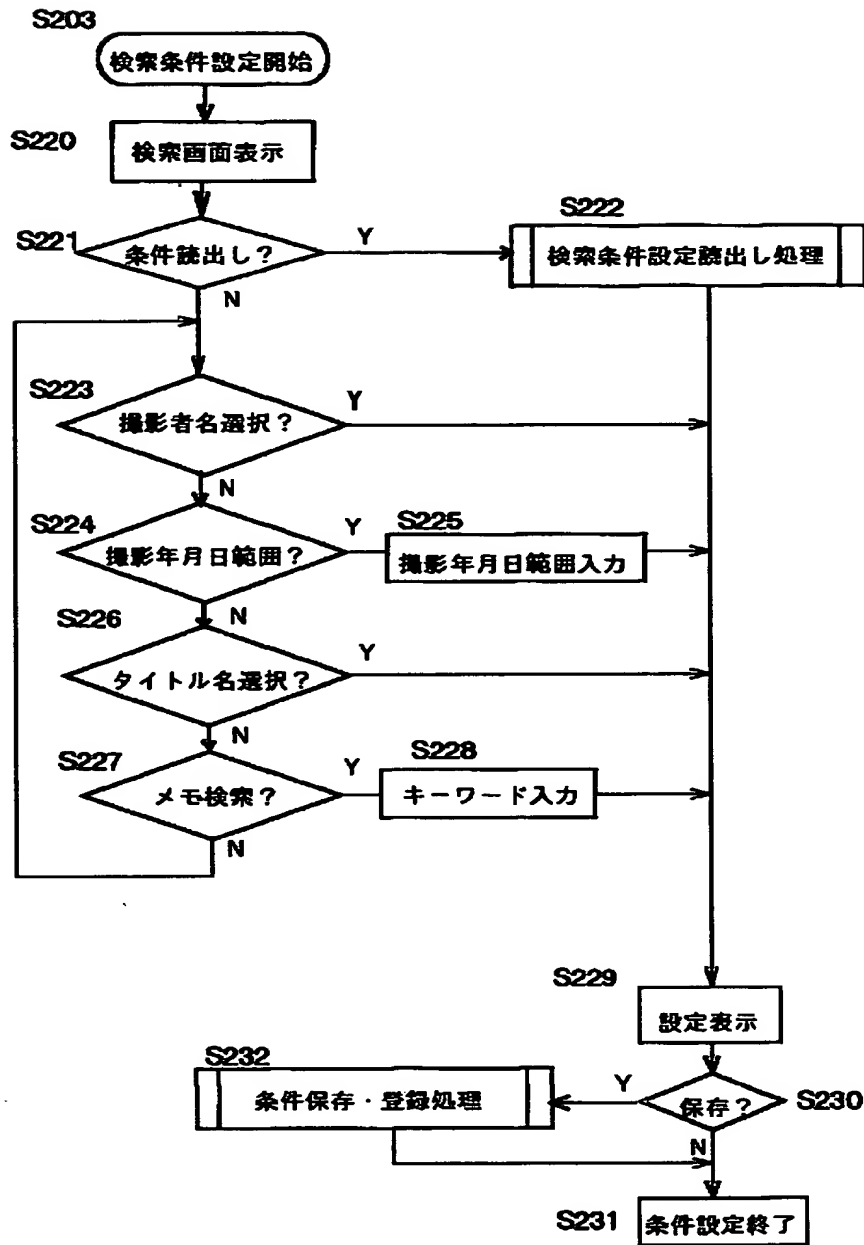 S203
検索条件設定開始
S220
検索画面表示
S221
条件読出し?
Y
S222
検索条件設定読出し処理
N
S223
撮影者名選択?
Y
N
S224
撮影年月日範囲?
Y
S225
撮影年月日範囲入力
N
S226
タイトル名選択?
Y
N
S227
メモ検索?
Y
S228
キーワード入力
N
S229
設定表示
S232
条件保存・登録処理
Y
保存?
S230
N
S231
条件設定終了